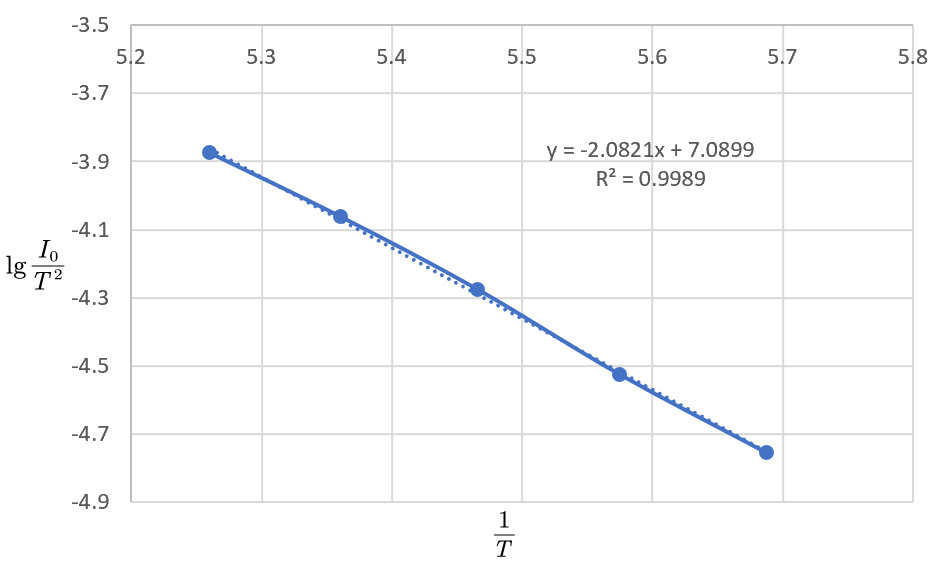 -3.5
5.2 5.3 5.4 5.5 5.6 5.7 5.8
-3.7
y = -2.0821x + 7.0899
-3.9
R² = 0.9989
-4.1
lg I₀/T²
-4.3
-4.5
-4.7
-4.9
1/T